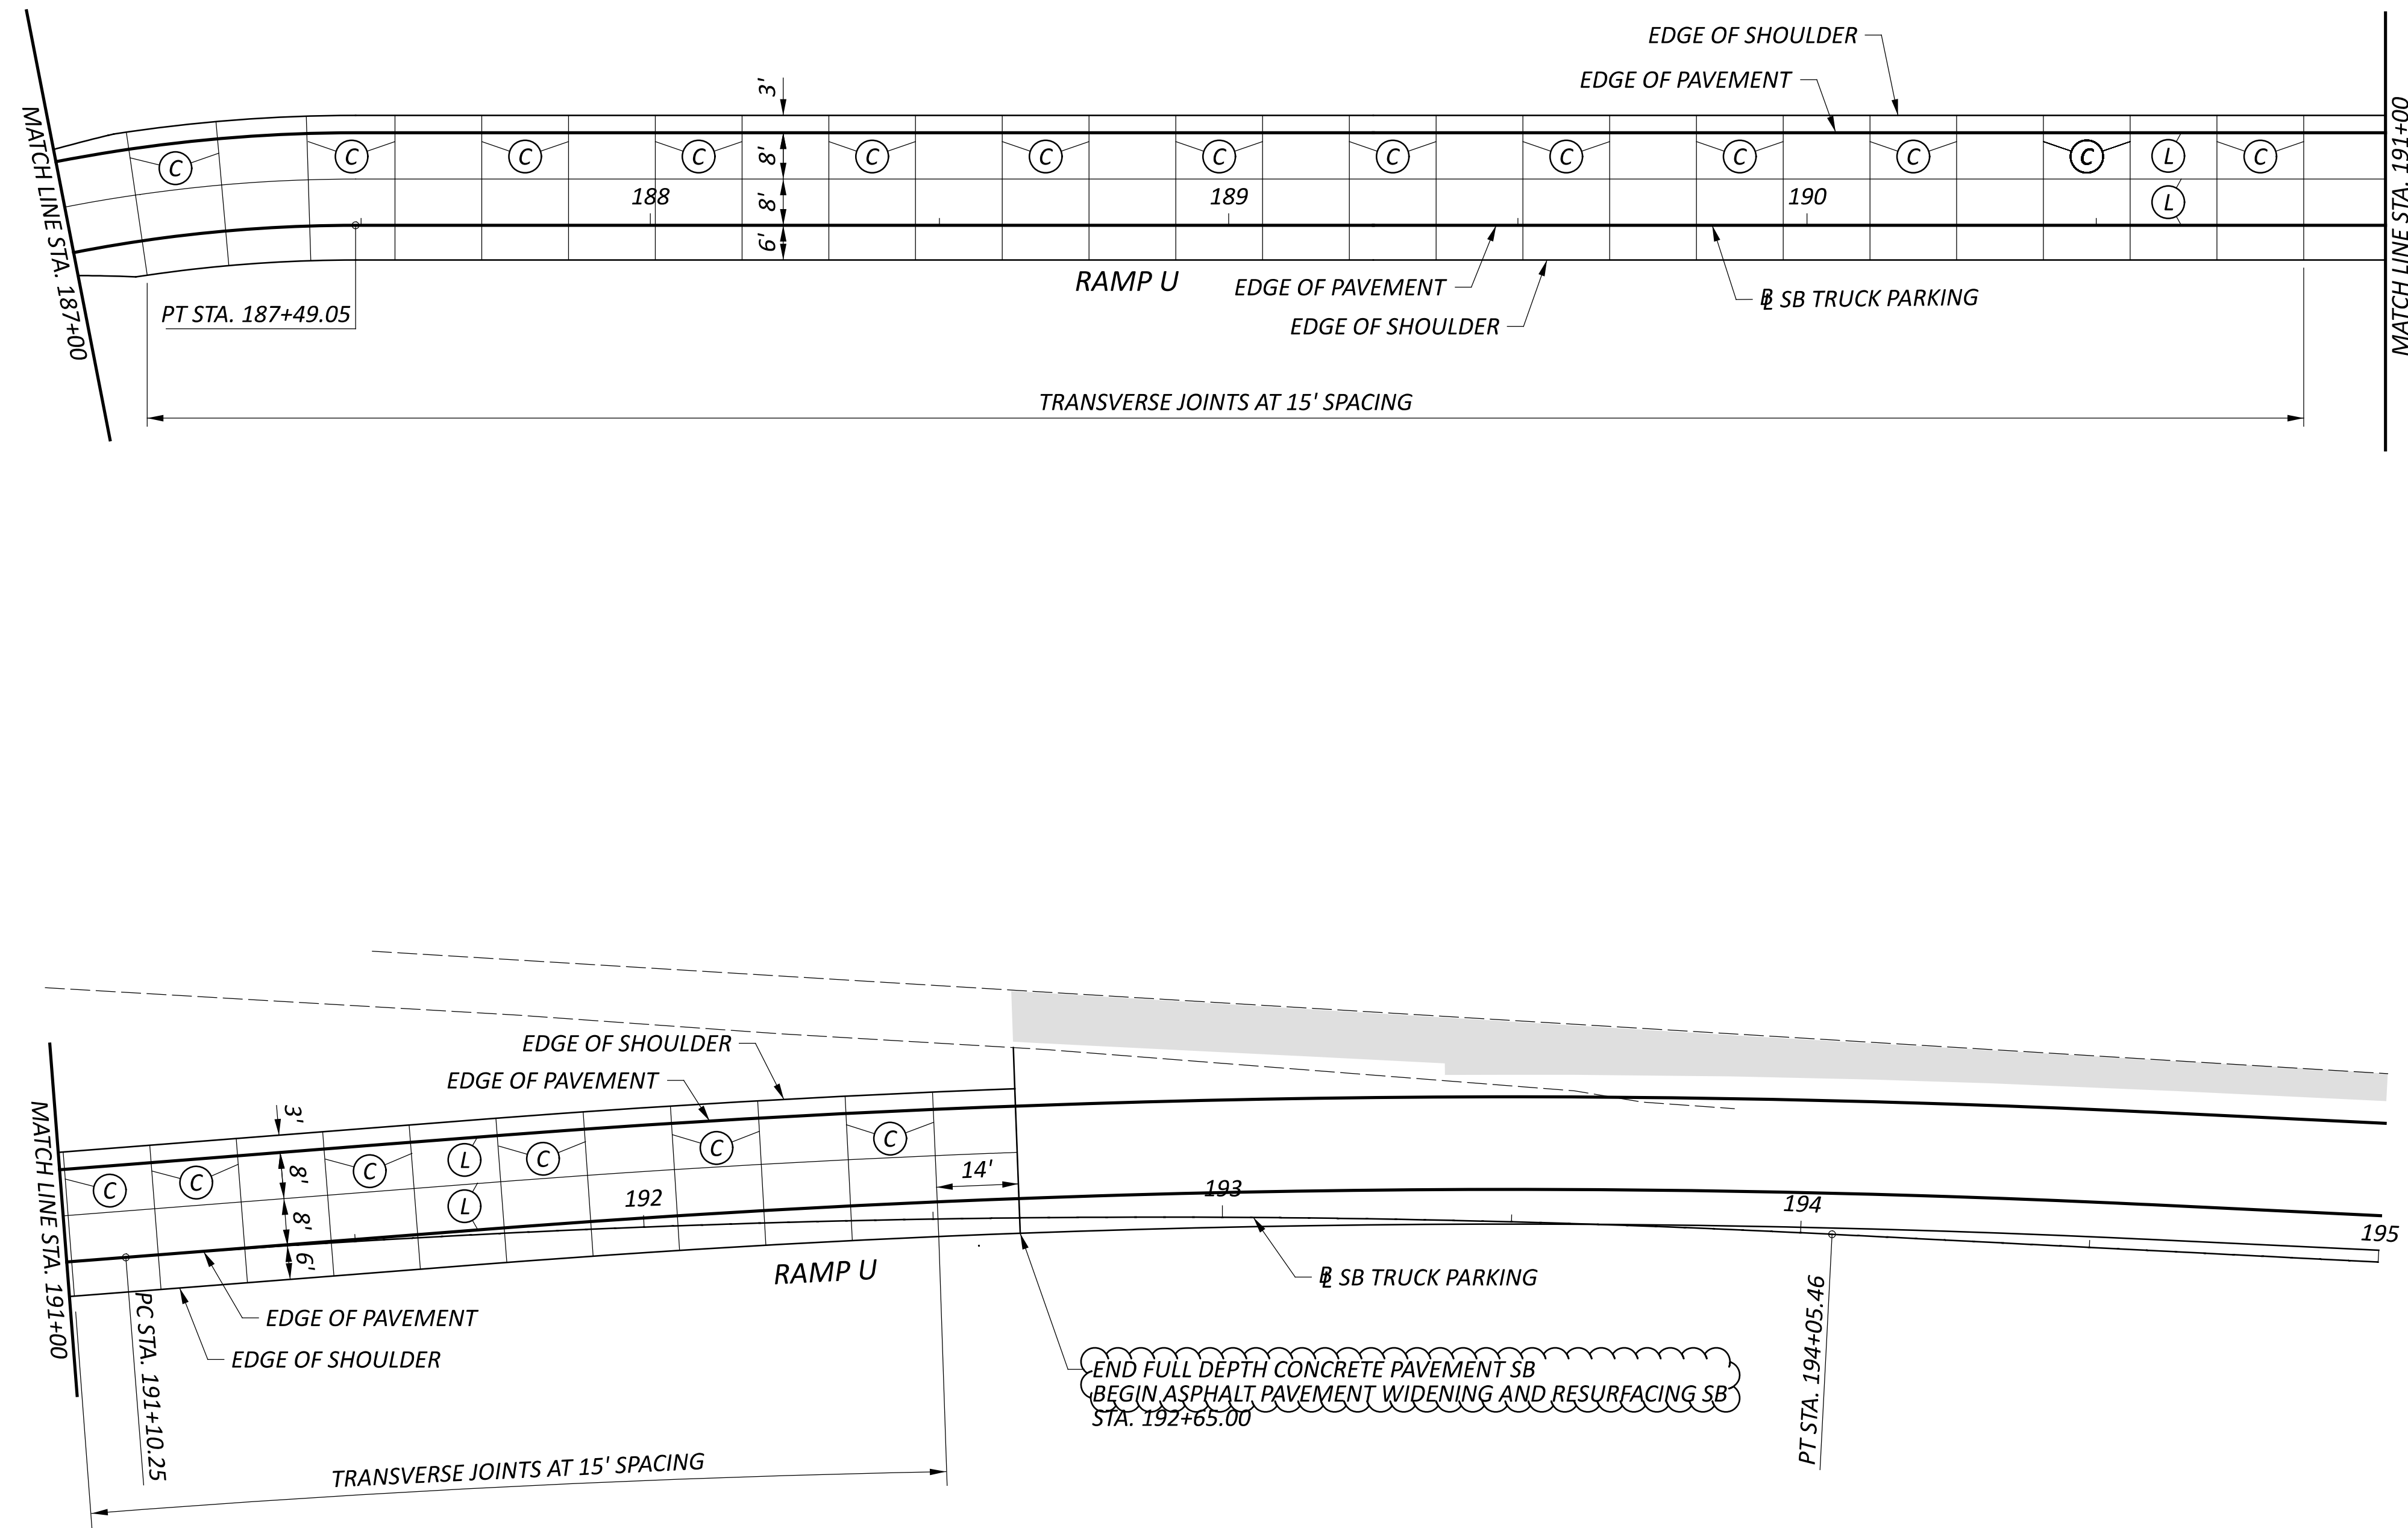 EDGE OF SHOULDER
EDGE OF PAVEMENT
3'
8'
8'
6'
MATCH LINE STA. 187+00
MATCH LINE STA. 191+00
C
C
C
C
C
C
C
C
C
C
C
C
L
C
188
189
190
L
RAMP U
EDGE OF PAVEMENT
EDGE OF SHOULDER
BL SB TRUCK PARKING
PT STA. 187+49.05
TRANSVERSE JOINTS AT 15' SPACING
EDGE OF SHOULDER
EDGE OF PAVEMENT
3'
8'
8'
6'
MATCH LINE STA. 191+00
C
C
C
L
C
C
C
L
14'
192
193
194
195
RAMP U
BL SB TRUCK PARKING
EDGE OF PAVEMENT
EDGE OF SHOULDER
PC STA. 191+10.25
PT STA. 194+05.46
END FULL DEPTH CONCRETE PAVEMENT SB
BEGIN ASPHALT PAVEMENT WIDENING AND RESURFACING SB
STA. 192+65.00
TRANSVERSE JOINTS AT 15' SPACING